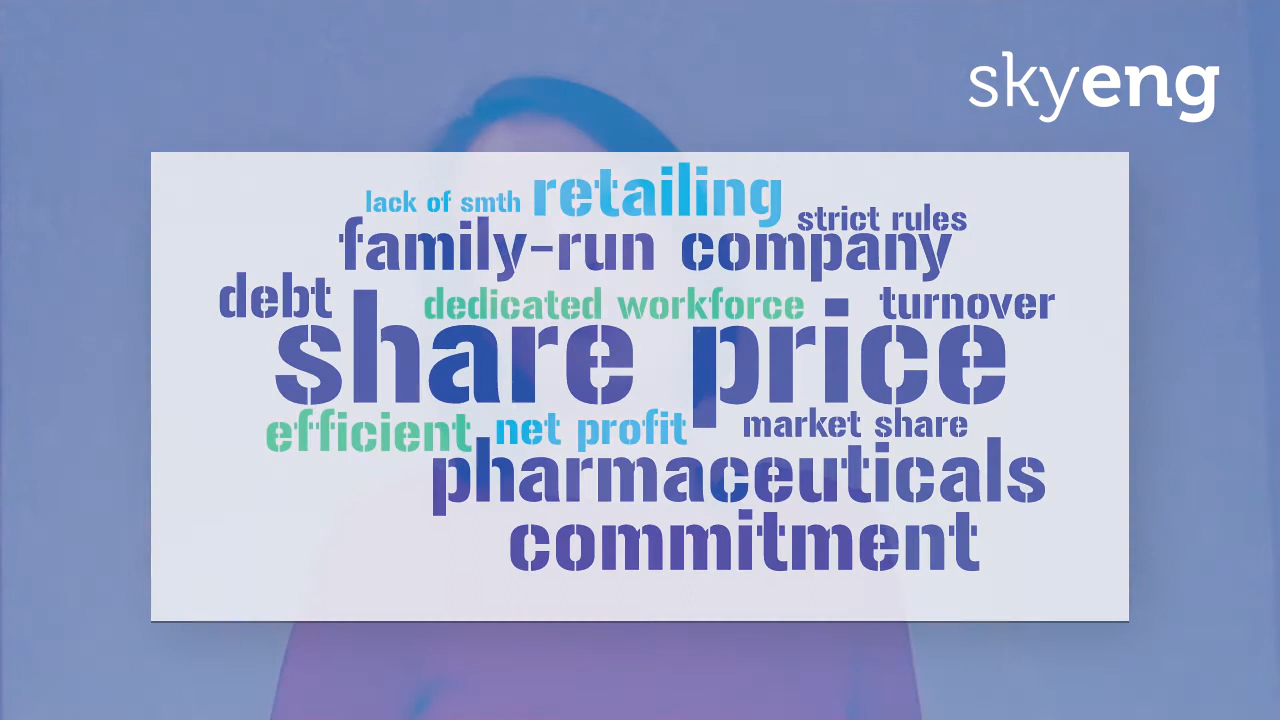 skyeng
lack of smth
retailing
strict rules
family-run company
debt
dedicated workforce
turnover
share price
efficient
net profit
market share
pharmaceuticals
commitment